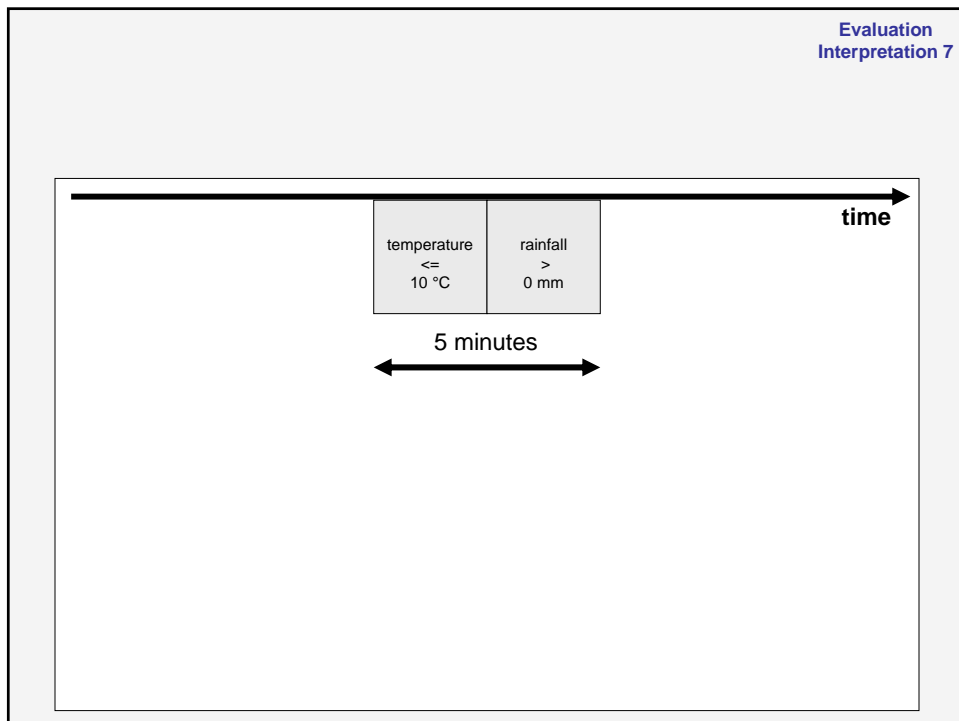 Evaluation
Interpretation 7
time
temperature
<=
10 °C
rainfall
>
0 mm
5 minutes